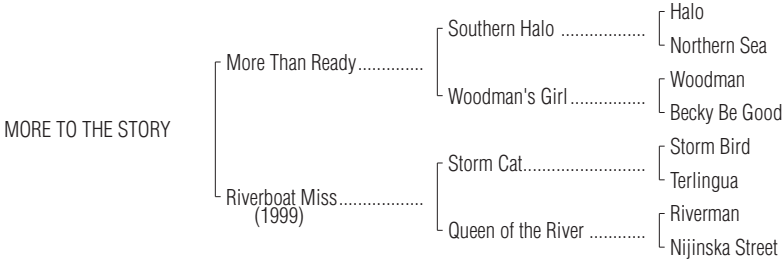 Halo
Southern Halo ...................
Northern Sea
More Than Ready..............
Woodman
Woodman's Girl ................
Becky Be Good
MORE TO THE STORY
Storm Bird
Storm Cat..........................
Terlingua
Riverboat Miss..................
(1999)
Riverman
Queen of the River ............
Nijinska Street